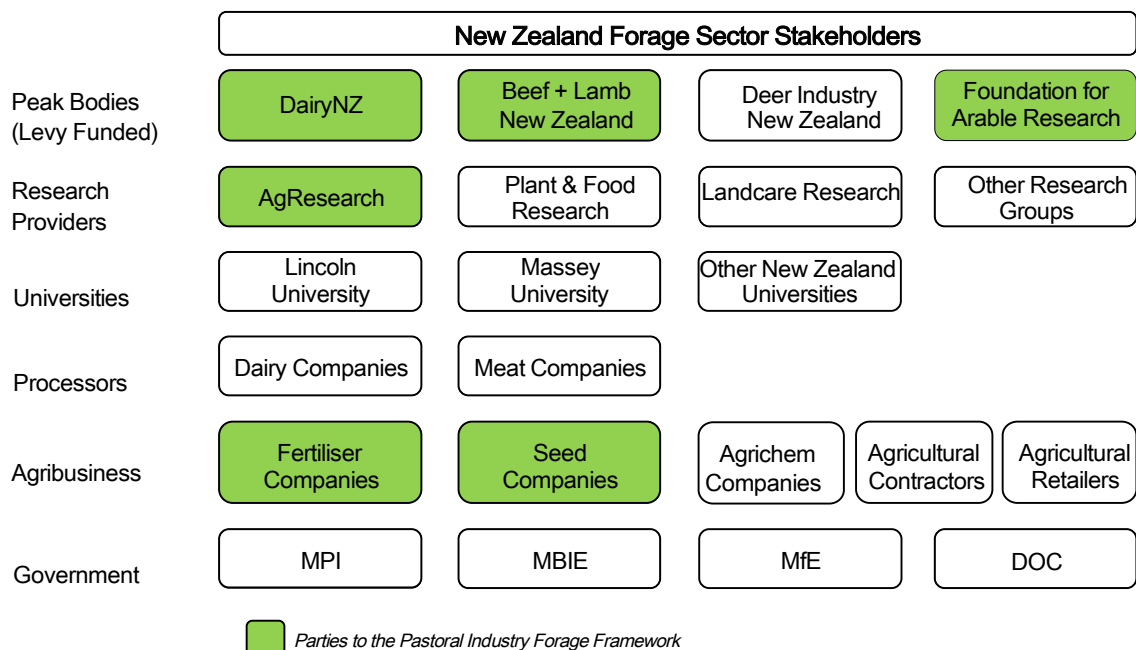 New Zealand Forage Sector Stakeholders
Peak Bodies
(Levy Funded)
DairyNZ
Beef + Lamb
New Zealand
Deer Industry
New Zealand
Foundation for
Arable Research
Research
Providers
AgResearch
Plant & Food
Research
Landcare Research
Other Research
Groups
Universities
Lincoln
University
Massey
University
Other New Zealand
Universities
Processors
Dairy Companies
Meat Companies
Agribusiness
Fertiliser
Companies
Seed
Companies
Agrichem
Companies
Agricultural
Contractors
Agricultural
Retailers
Government
MPI
MBIE
MfE
DOC
Parties to the Pastoral Industry Forage Framework